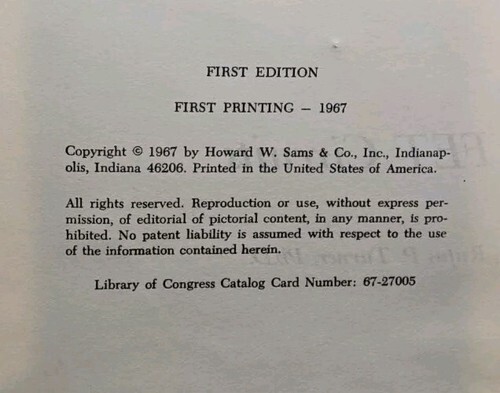 FIRST EDITION
FIRST PRINTING — 1967
Copyright © 1967 by Howard W. Sams & Co., Inc., Indianap-
olis, Indiana 46206. Printed in the United States of America.
All rights reserved. Reproduction or use, without express per-
mission, of editorial of pictorial content, in any manner, is pro-
hibited. No patent liability is assumed with respect to the use
of the information contained herein.
Library of Congress Catalog Card Number: 67-27005